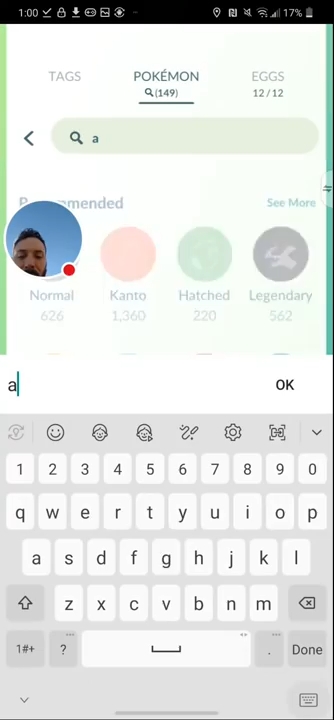 1:00 17%
TAGS POKÉMON EGGS
(149) 12 / 12
a
Recommended See More
Normal Kanto Hatched Legendary
626 1,360 220 562
a OK
1 2 3 4 5 6 7 8 9 0
q w e r t y u i o p
a s d f g h j k l
z x c v b n m
1#+ ? . Done